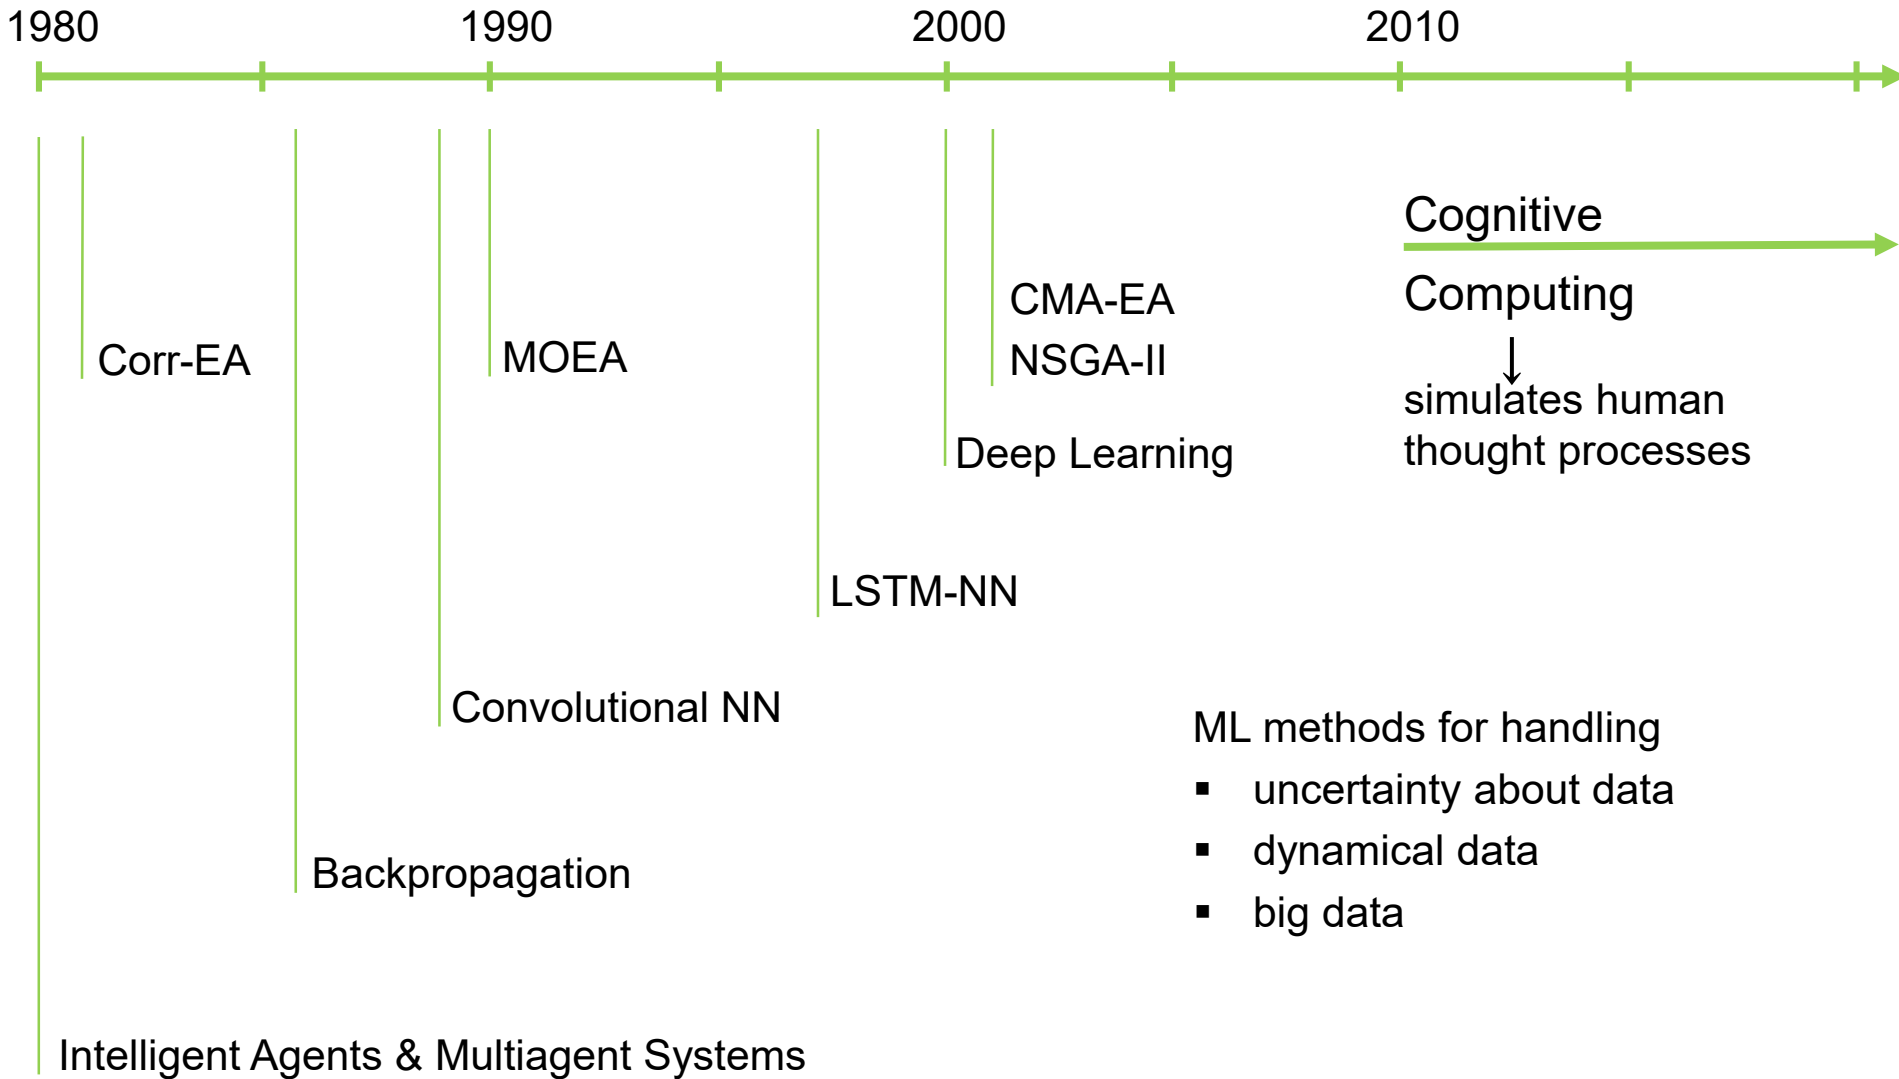 1980
1990
2000
2010
Cognitive
Computing
↓
simulates human
thought processes
CMA-EA
NSGA-II
Corr-EA
MOEA
Deep Learning
LSTM-NN
Convolutional NN
ML methods for handling
▪ uncertainty about data
▪ dynamical data
▪ big data
Backpropagation
Intelligent Agents & Multiagent Systems